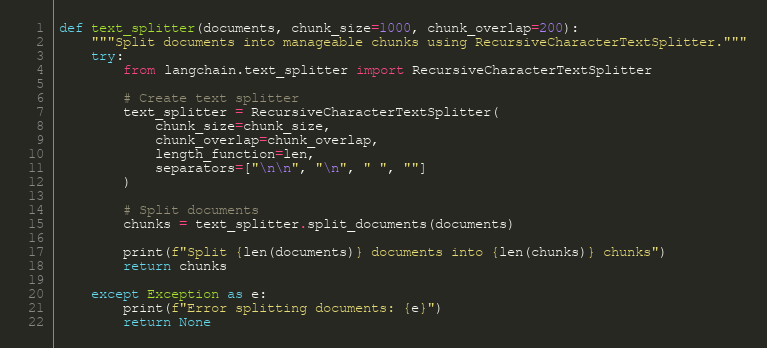 1 def text_splitter(documents, chunk_size=1000, chunk_overlap=200):
2     """Split documents into manageable chunks using RecursiveCharacterTextSplitter."""
3     try:
4         from langchain.text_splitter import RecursiveCharacterTextSplitter
5
6         # Create text splitter
7         text_splitter = RecursiveCharacterTextSplitter(
8             chunk_size=chunk_size,
9             chunk_overlap=chunk_overlap,
10             length_function=len,
11             separators=["\n\n", "\n", " ", ""]
12         )
13
14         # Split documents
15         chunks = text_splitter.split_documents(documents)
16
17         print(f"Split {len(documents)} documents into {len(chunks)} chunks")
18         return chunks
19
20     except Exception as e:
21         print(f"Error splitting documents: {e}")
22         return None